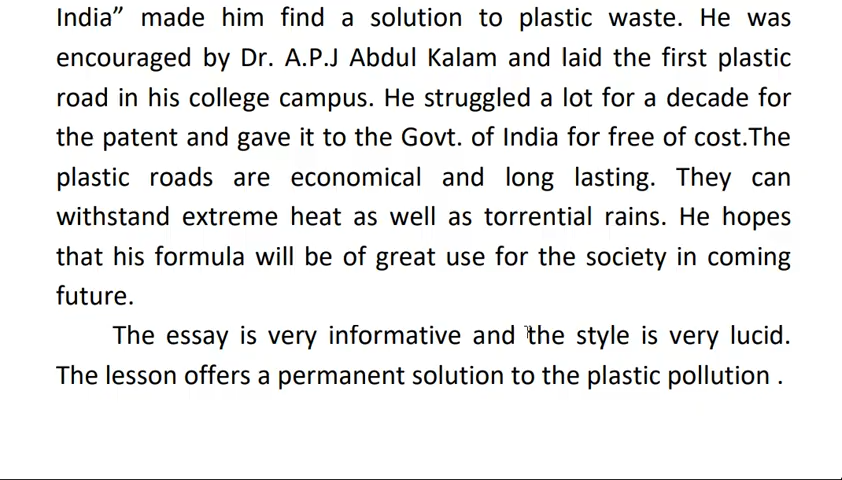 India” made him find a solution to plastic waste. He was
encouraged by Dr. A.P.J Abdul Kalam and laid the first plastic
road in his college campus. He struggled a lot for a decade for
the patent and gave it to the Govt. of India for free of cost.The
plastic roads are economical and long lasting. They can
withstand extreme heat as well as torrential rains. He hopes
that his formula will be of great use for the society in coming
future.
The essay is very informative and the style is very lucid.
The lesson offers a permanent solution to the plastic pollution .